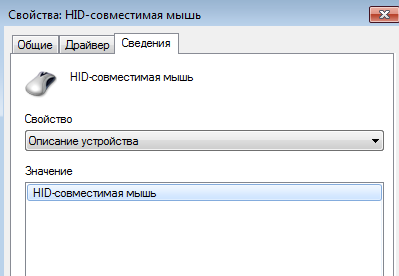 Свойства: HID-совместимая мышь
Общие Драйвер Сведения
HID-совместимая мышь
Свойство
Описание устройства
Значение
HID-совместимая мышь